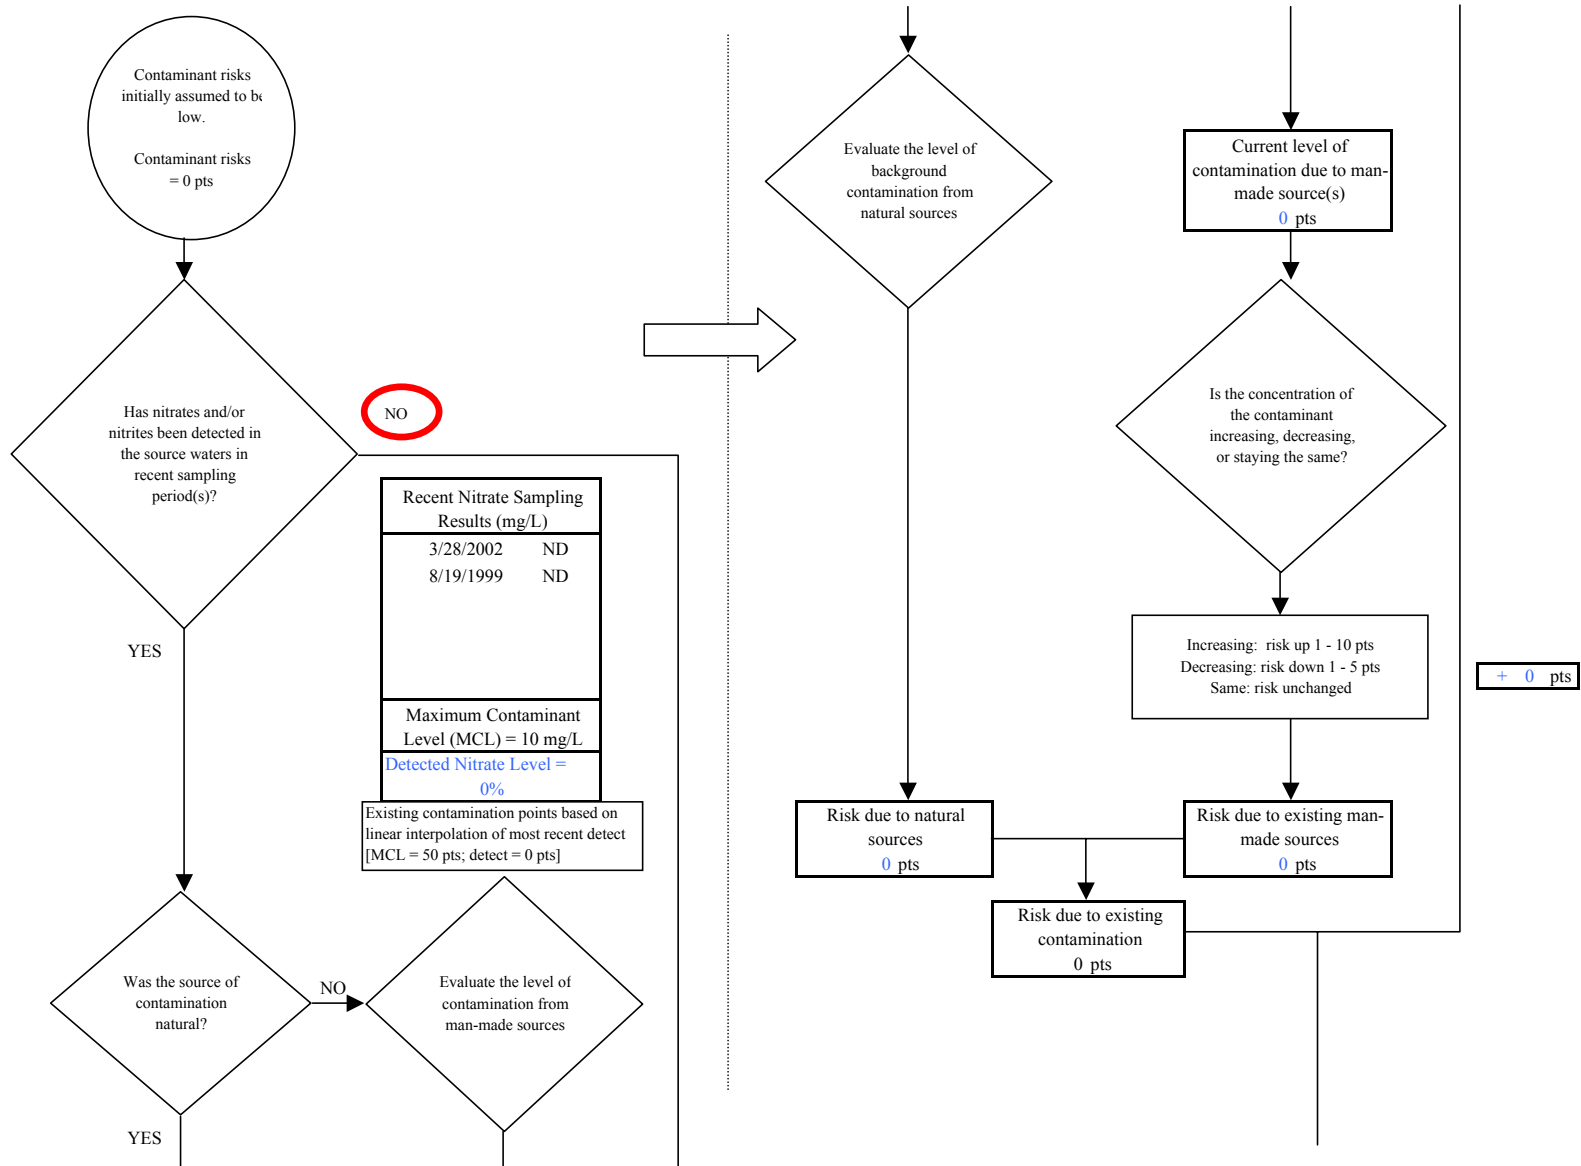 Contaminant risks
initially assumed to be
low.
Contaminant risks
= 0 pts
Has nitrates and/or
nitrites been detected in
the source waters in
recent sampling
period(s)?
NO
YES
Recent Nitrate Sampling
Results (mg/L)
3/28/2002 ND
8/19/1999 ND
Maximum Contaminant
Level (MCL) = 10 mg/L
Detected Nitrate Level =
0%
Existing contamination points based on
linear interpolation of most recent detect
[MCL = 50 pts; detect = 0 pts]
Was the source of
contamination
natural?
NO
YES
Evaluate the level of
contamination from
man-made sources
Evaluate the level of
background
contamination from
natural sources
Current level of
contamination due to man-
made source(s)
0 pts
Is the concentration of
the contaminant
increasing, decreasing,
or staying the same?
Increasing: risk up 1 - 10 pts
Decreasing: risk down 1 - 5 pts
Same: risk unchanged
+ 0 pts
Risk due to natural
sources
0 pts
Risk due to existing man-
made sources
0 pts
Risk due to existing
contamination
0 pts